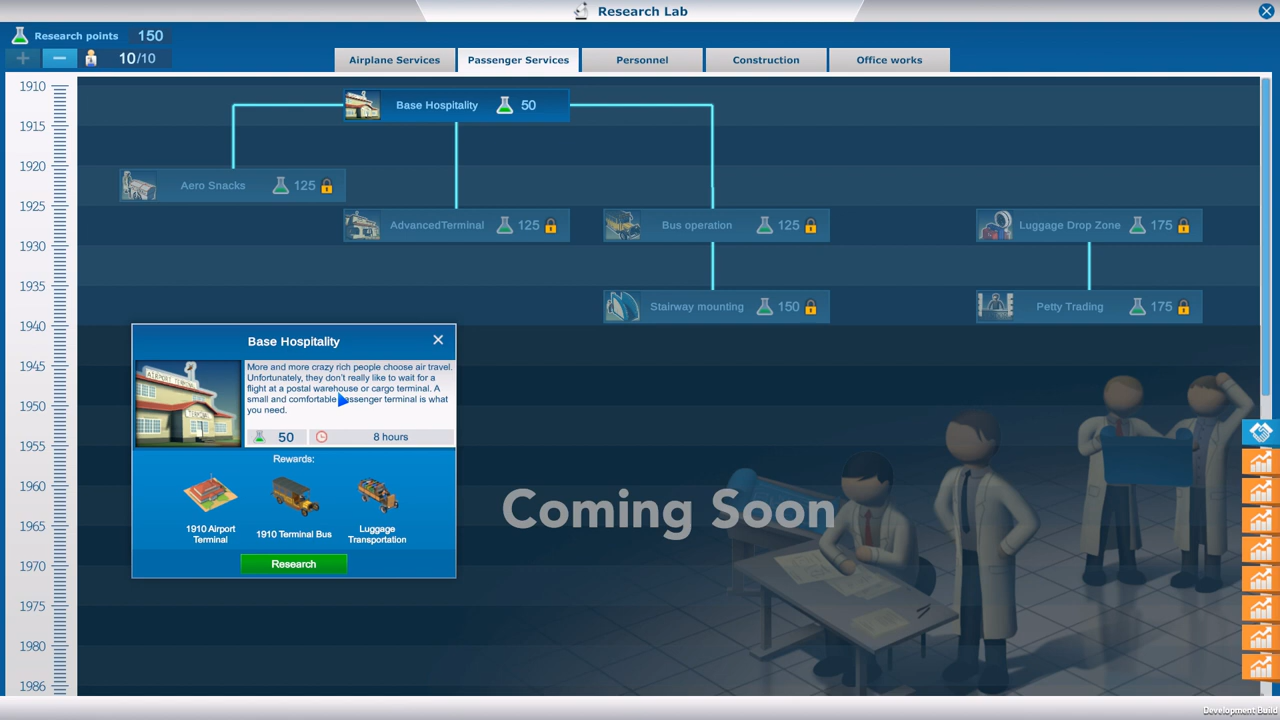 Research Lab
Research points 150
10/10
Airplane Services
Passenger Services
Personnel
Construction
Office works
1910
1915
1920
1925
1930
1935
1940
1945
1950
1955
1960
1965
1970
1975
1980
1986
Base Hospitality 50
Aero Snacks 125
AdvancedTerminal 125
Bus operation 125
Luggage Drop Zone 175
Stairway mounting 150
Petty Trading 175
Base Hospitality
More and more crazy rich people choose air travel.
Unfortunately, they don't really like to wait for a
flight at a postal warehouse or cargo terminal. A
small and comfortable passenger terminal is what
you need.
50
8 hours
Rewards:
1910 Airport
Terminal
1910 Terminal Bus
Luggage
Transportation
Research
Coming Soon
Development Build